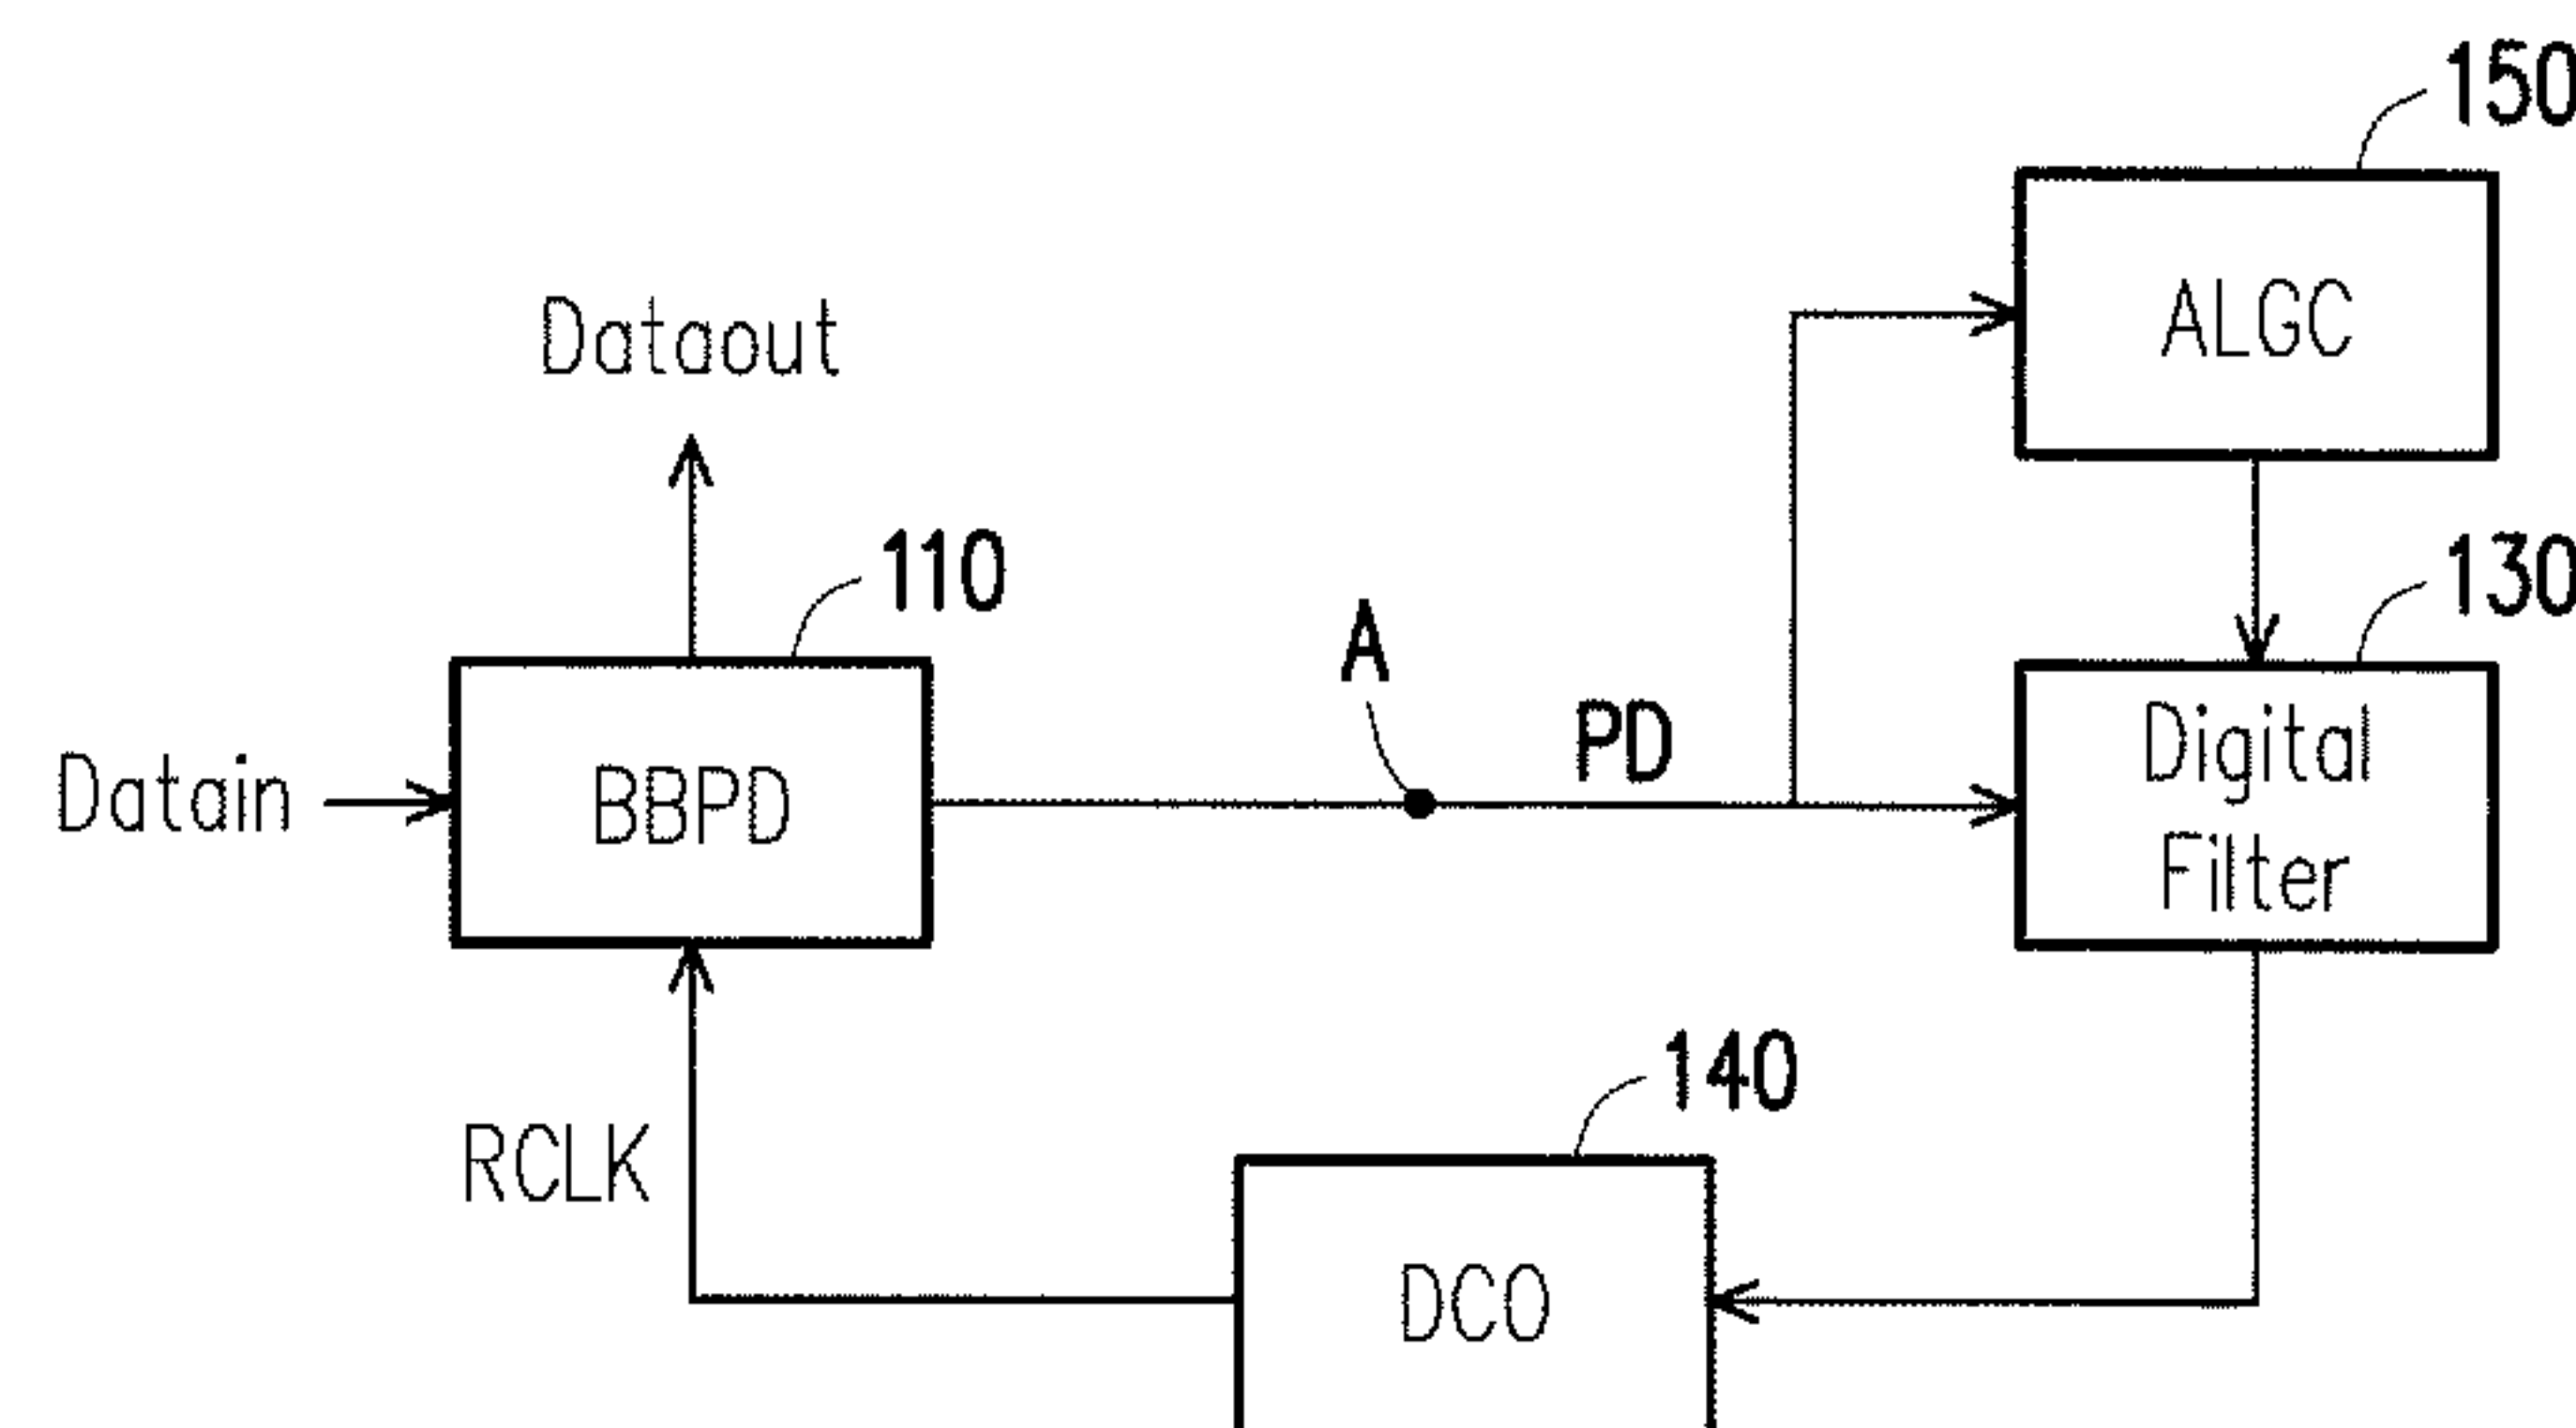 150
ALGC
Dataout
110
130
A
PD
Digital
Filter
Datain
BBPD
140
RCLK
DCO